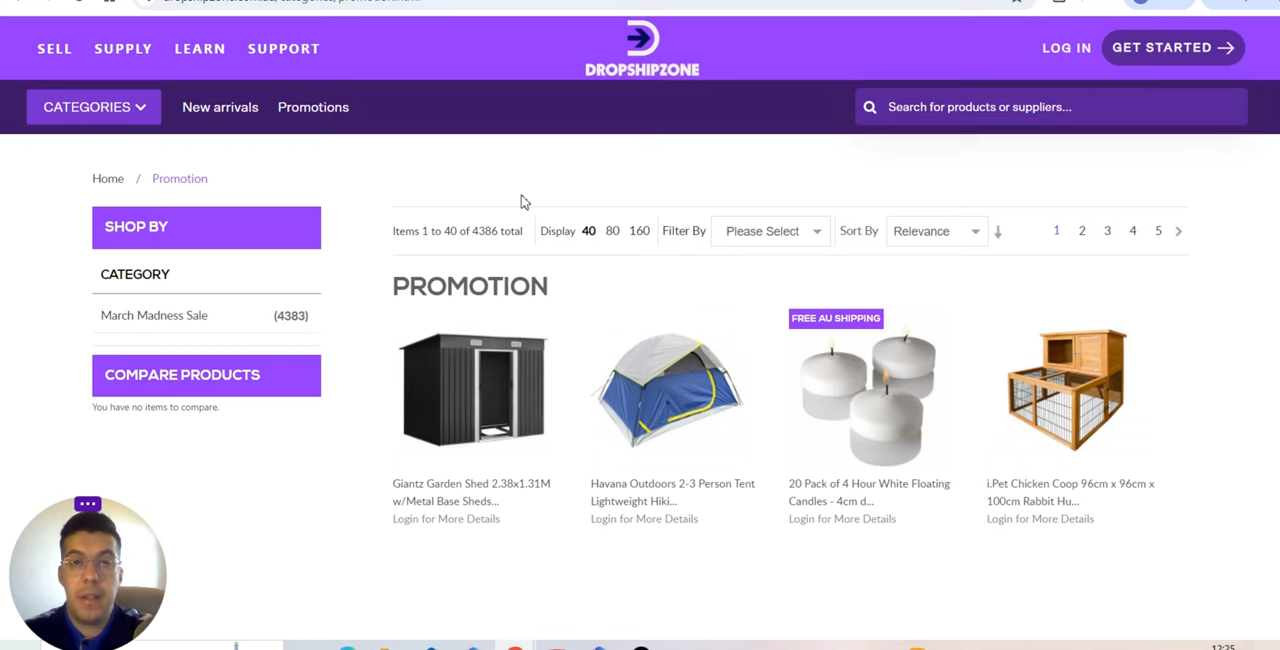 SELL SUPPLY LEARN SUPPORT
DROPSHIPZONE
LOG IN GET STARTED
CATEGORIES New arrivals Promotions
Search for products or suppliers...
Home / Promotion
SHOP BY
CATEGORY
March Madness Sale (4383)
COMPARE PRODUCTS
You have no items to compare.
Items 1 to 40 of 4386 total Display 40 80 160 Filter By Please Select Sort By Relevance 1 2 3 4 5
PROMOTION
Giantz Garden Shed 2.38x1.31M
w/Metal Base Sheds...
Login for More Details
Havana Outdoors 2-3 Person Tent
Lightweight Hiki...
Login for More Details
FREE AU SHIPPING
20 Pack of 4 Hour White Floating
Candles - 4cm d...
Login for More Details
i.Pet Chicken Coop 96cm x 96cm x
100cm Rabbit Hu...
Login for More Details
12:25